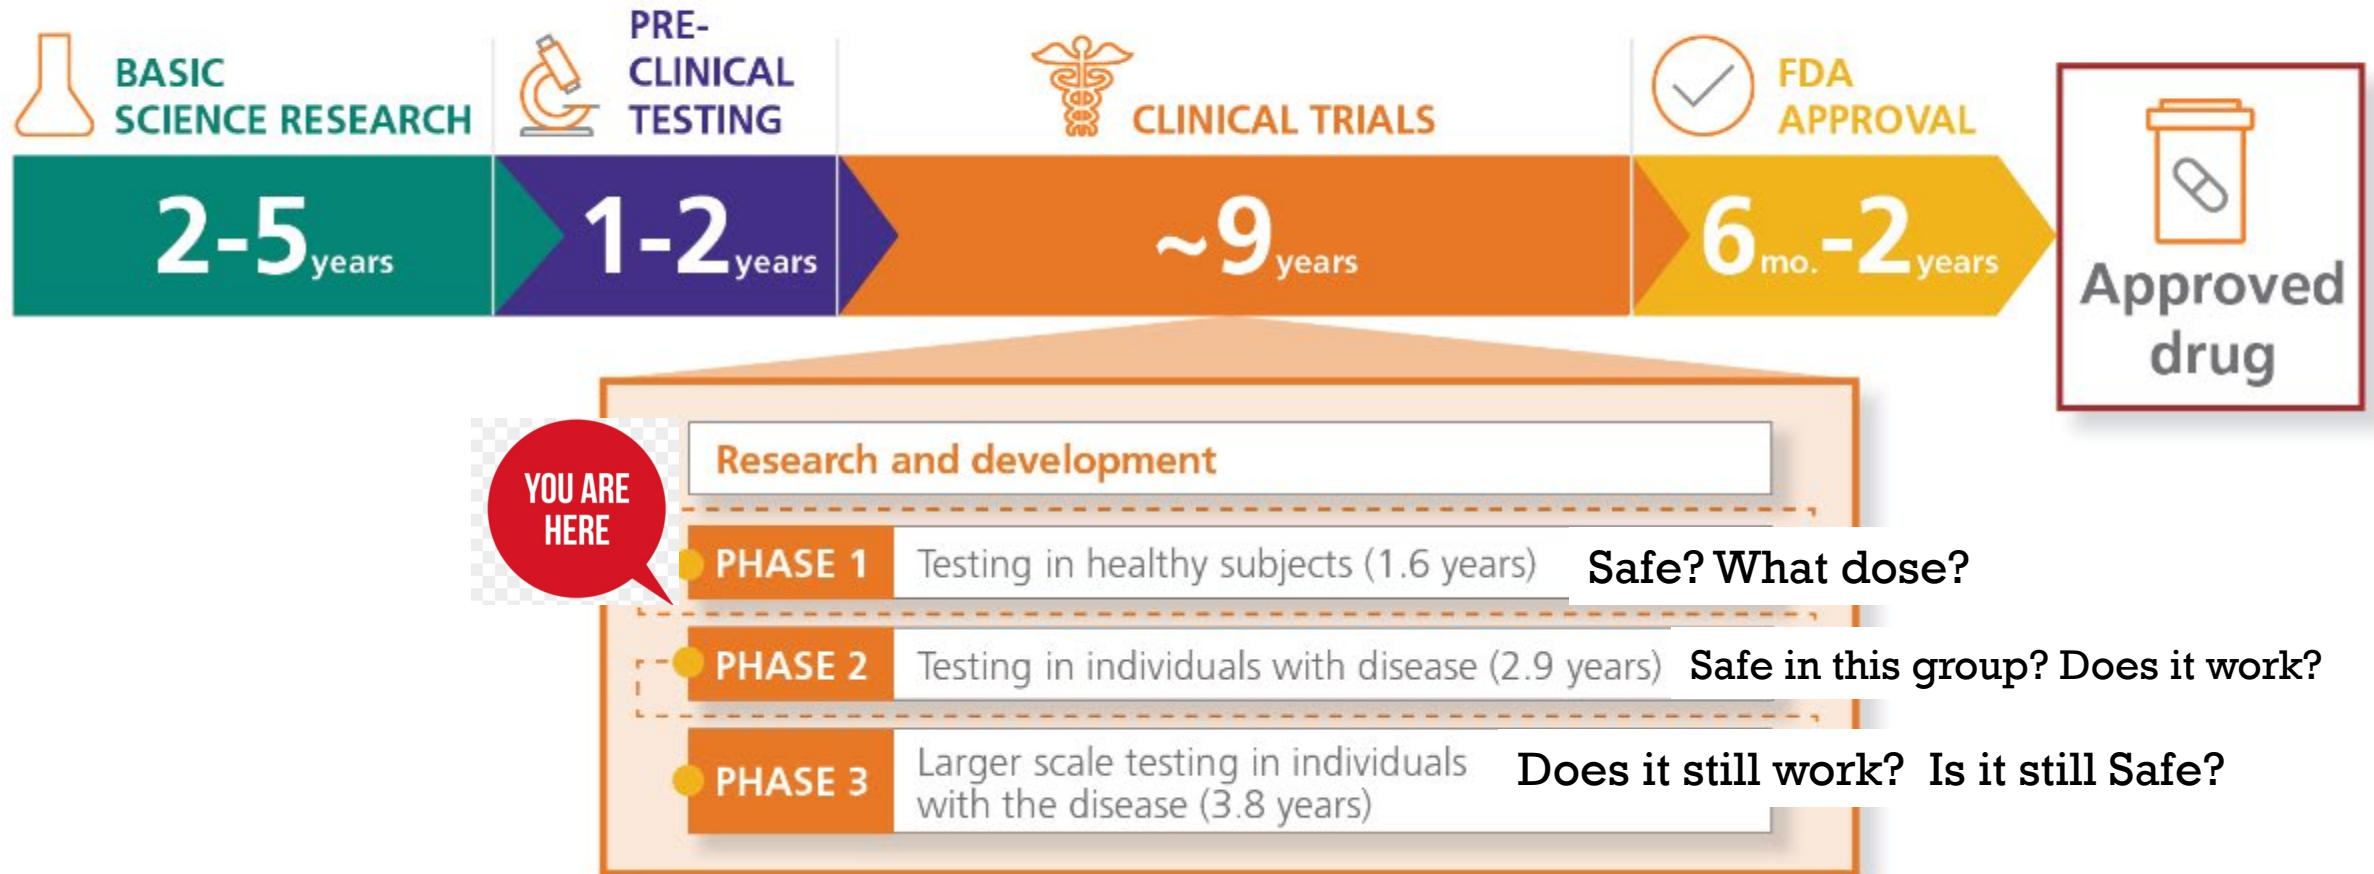 BASIC
SCIENCE RESEARCH
PRE-
CLINICAL
TESTING
CLINICAL TRIALS
FDA
APPROVAL
2-5 years
1-2 years
~9 years
6 mo.-2 years
Approved
drug
YOU ARE
HERE
Research and development
PHASE 1 Testing in healthy subjects (1.6 years) Safe? What dose?
PHASE 2 Testing in individuals with disease (2.9 years) Safe in this group? Does it work?
PHASE 3 Larger scale testing in individuals
with the disease (3.8 years)
Does it still work? Is it still Safe?